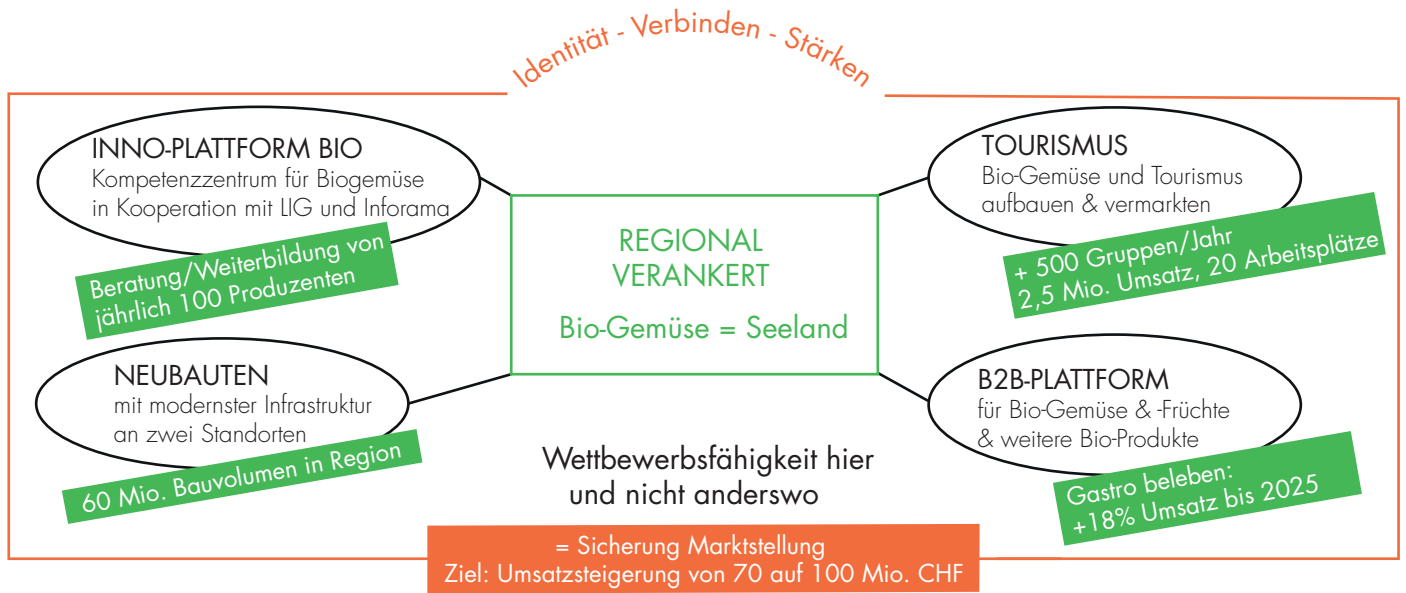 Identität - Verbinden - Stärken
INNO-PLATTFORM BIO
Kompetenzzentrum für Biogemüse
in Kooperation mit LIG und Inforama
Beratung/Weiterbildung von
jährlich 100 Produzenten
NEUBAUTEN
mit modernster Infrastruktur
an zwei Standorten
60 Mio. Bauvolumen in Region
REGIONAL
VERANKERT
Bio-Gemüse = Seeland
TOURISMUS
Bio-Gemüse und Tourismus
aufbauen & vermarkten
+ 500 Gruppen/Jahr
2,5 Mio. Umsatz, 20 Arbeitsplätze
B2B-PLATTFORM
für Bio-Gemüse & -Früchte
& weitere Bio-Produkte
Gastro beleben:
+18% Umsatz bis 2025
Wettbewerbsfähigkeit hier
und nicht anderswo
= Sicherung Marktstellung
Ziel: Umsatzsteigerung von 70 auf 100 Mio. CHF